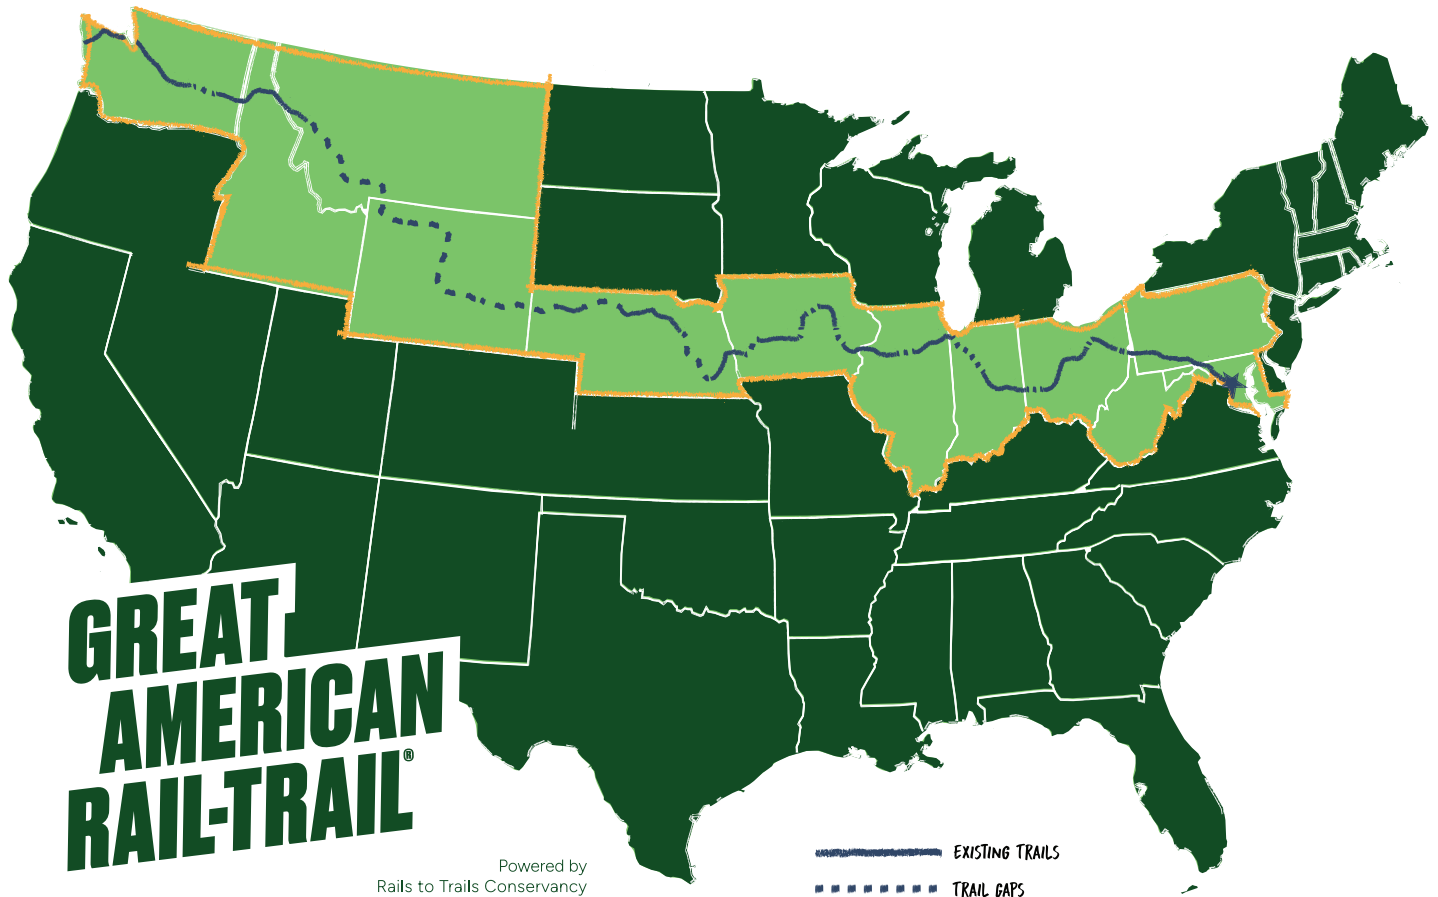 GREAT
AMERICAN
RAIL-TRAIL®
Powered by
Rails to Trails Conservancy
EXISTING TRAILS
TRAIL GAPS